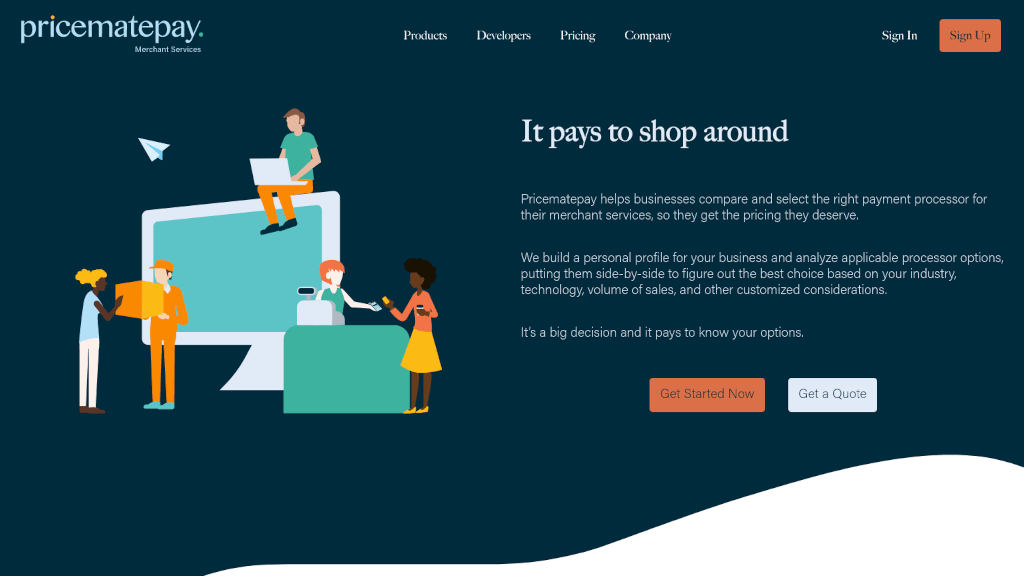 pricematepay.
Merchant Services
Products
Developers
Pricing
Company
Sign In
Sign Up
It pays to shop around
Pricematepay helps businesses compare and select the right payment processor for
their merchant services, so they get the pricing they deserve.
We build a personal profile for your business and analyze applicable processor options,
putting them side-by-side to figure out the best choice based on your industry,
technology, volume of sales, and other customized considerations.
It's a big decision and it pays to know your options.
Get Started Now
Get a Quote